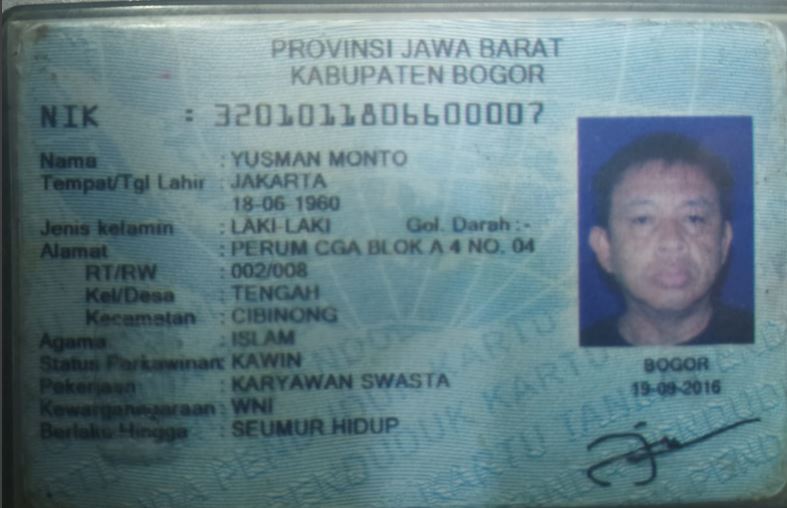 PROVINSI JAWA BARAT
KABUPATEN BOGOR
NIK : 3201011806600007
Nama : YUSMAN MONTO
Tempat/Tgl Lahir : JAKARTA
18-06 1960
Jenis kelamin : LAKI-LAKI Gol. Darah :-
Alamat : PERUM CGA BLOK A 4 NO. 04
RT/RW : 002/008
Kel/Desa : TENGAH
Kecamatan : CIBINONG
Agama : ISLAM
Status Perkawinan: KAWIN
Pekerjaan : KARYAWAN SWASTA
Kewarganegaraan : WNI
Berlaku Hingga : SEUMUR HIDUP
BOGOR
19-09-2016